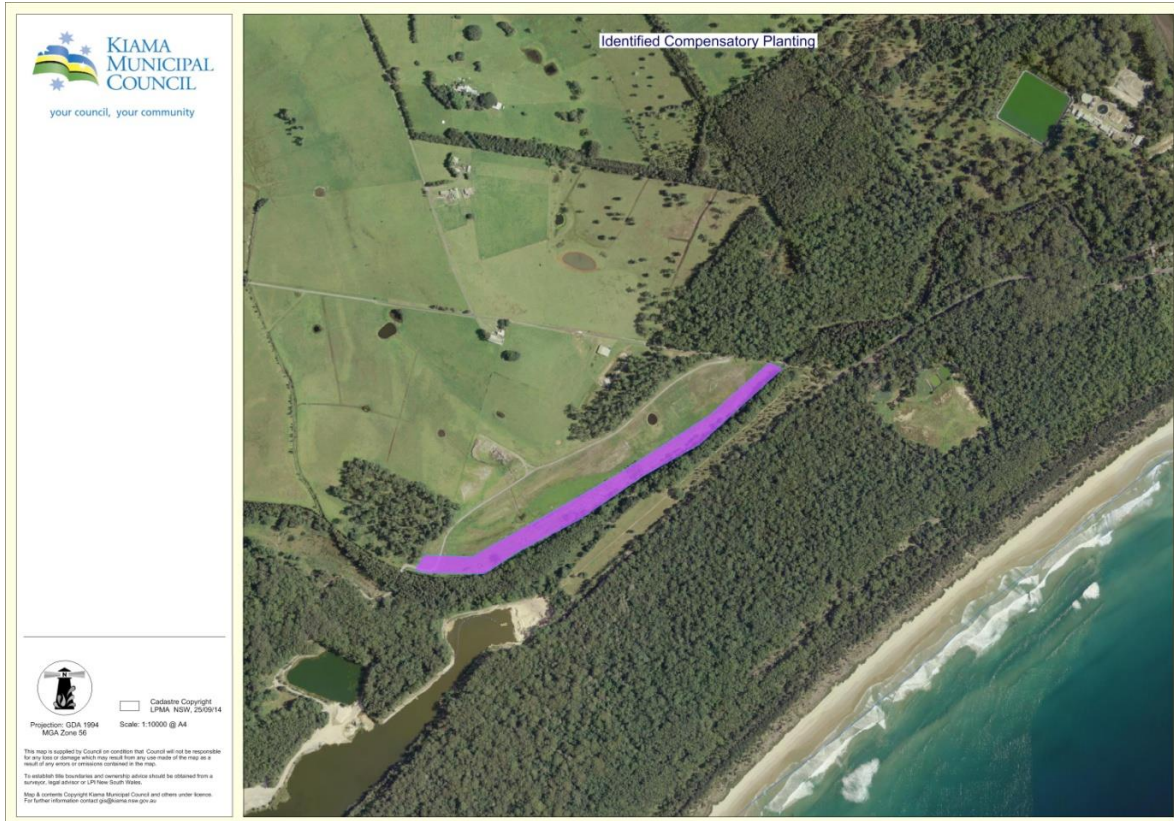 KIAMA
MUNICIPAL
COUNCIL
your council, your community
Identified Compensatory Planting
N
Cadastre Copyright
LPMA NSW, 25/09/14
Projection: GDA 1994
MGA Zone 56
Scale: 1:10000 @ A4
This map is supplied by Council on condition that Council will not be responsible
for any loss or damage which may result from any use made of the map as a
result of any errors or omissions contained in the map.
To establish title boundaries and ownership advice should be obtained from a
surveyor, legal advisor or LPI New South Wales.
Map & contents Copyright Kiama Municipal Council and others under licence.
For further information contact gis@kiama.nsw.gov.au